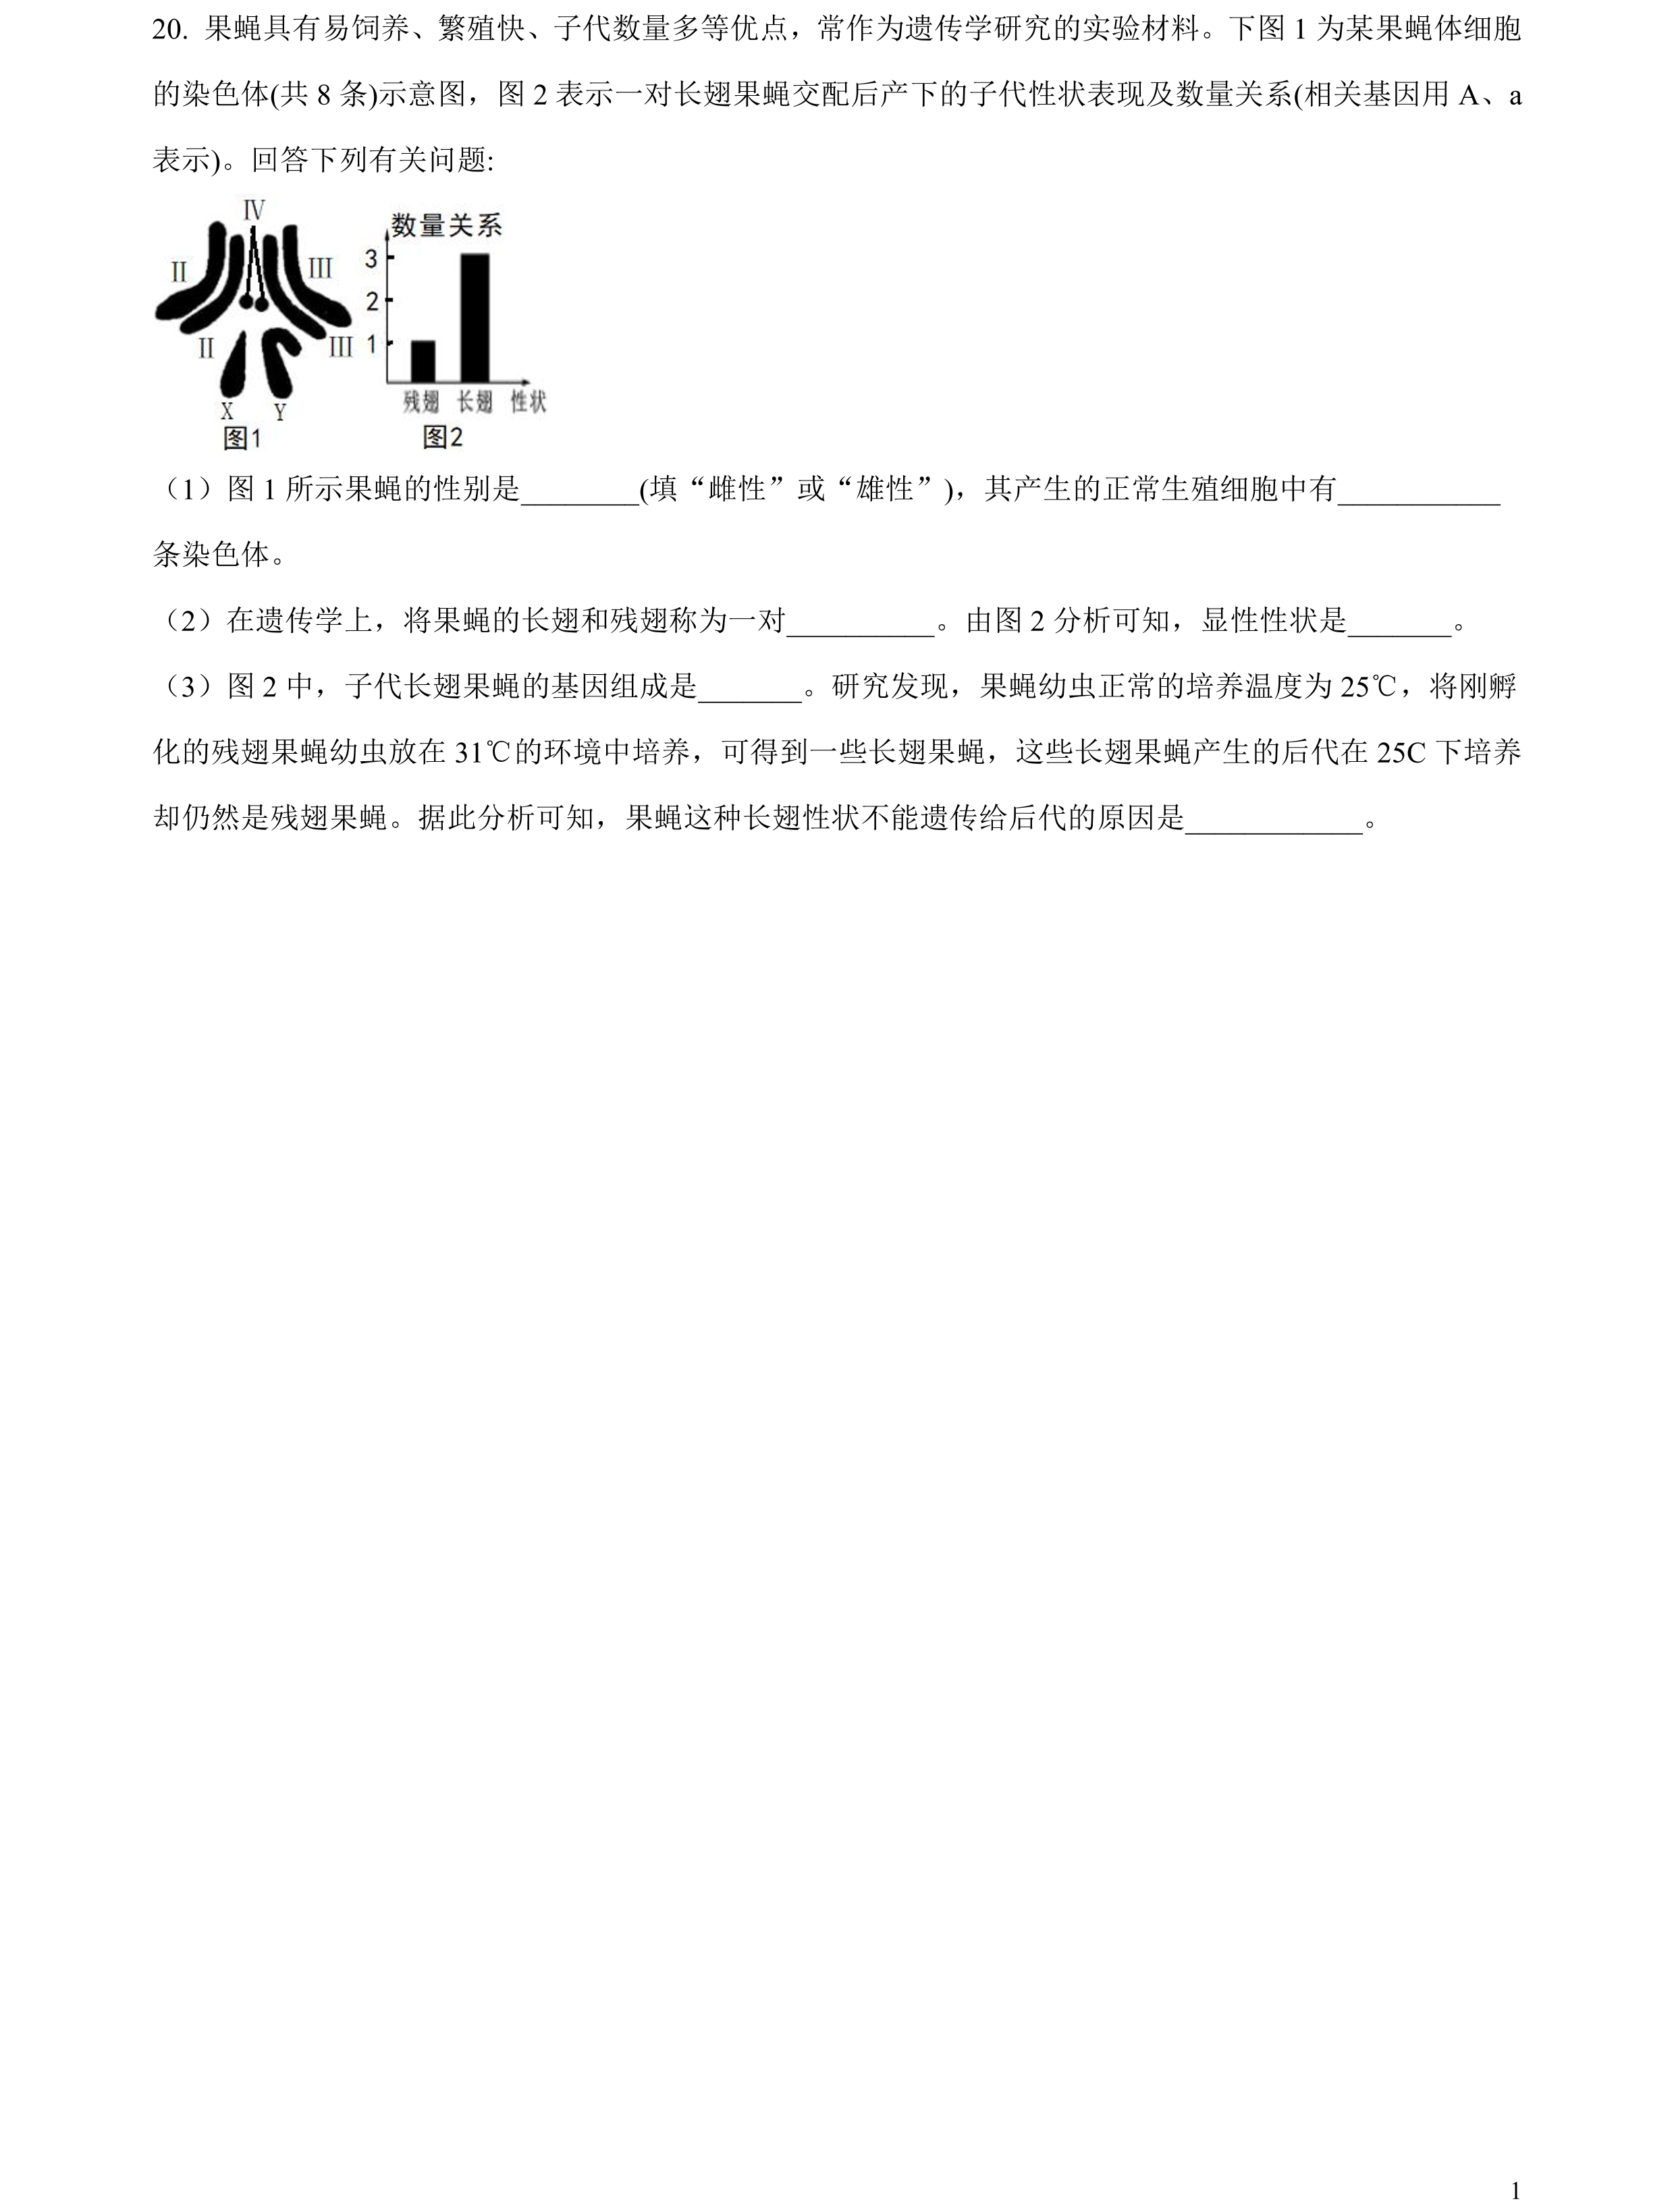 20. 果蝇具有易饲养、繁殖快、子代数量多等优点，常作为遗传学研究的实验材料。下图 1 为某果蝇体细胞
的染色体(共 8 条)示意图，图 2 表示一对长翅果蝇交配后产下的子代性状表现及数量关系(相关基因用 A、a
表示)。回答下列有关问题:
IV
II
III
II
III
X
Y
图1
数量关系
3
2
1
残翅 长翅 性状
图2
（1）图 1 所示果蝇的性别是________(填“雌性”或“雄性”)，其产生的正常生殖细胞中有___________
条染色体。
（2）在遗传学上，将果蝇的长翅和残翅称为一对__________。由图 2 分析可知，显性性状是_______。
（3）图 2 中，子代长翅果蝇的基因组成是_______。研究发现，果蝇幼虫正常的培养温度为 25℃，将刚孵
化的残翅果蝇幼虫放在 31℃的环境中培养，可得到一些长翅果蝇，这些长翅果蝇产生的后代在 25C 下培养
却仍然是残翅果蝇。据此分析可知，果蝇这种长翅性状不能遗传给后代的原因是____________。
1